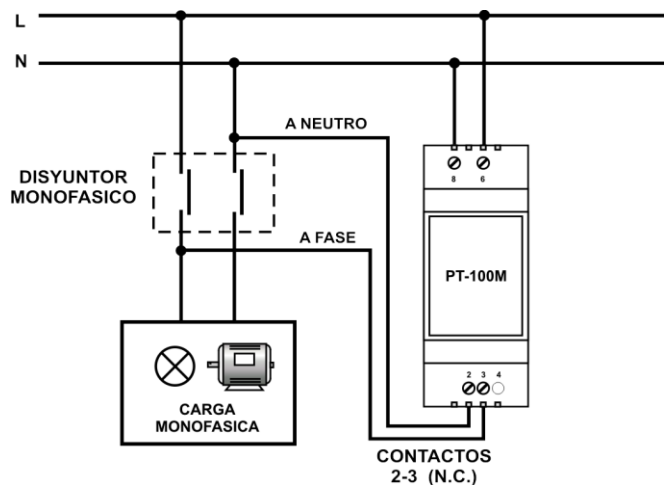 L
N
A NEUTRO
DISYUNTOR
MONOFASICO
A FASE
8 6
PT-100M
2 3 4
CARGA
MONOFASICA
CONTACTOS
2-3 (N.C.)